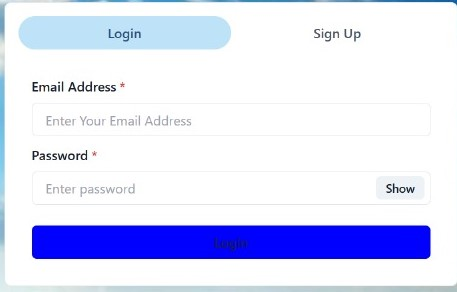 Login Sign Up
Email Address *
Enter Your Email Address
Password *
Enter password Show
Login